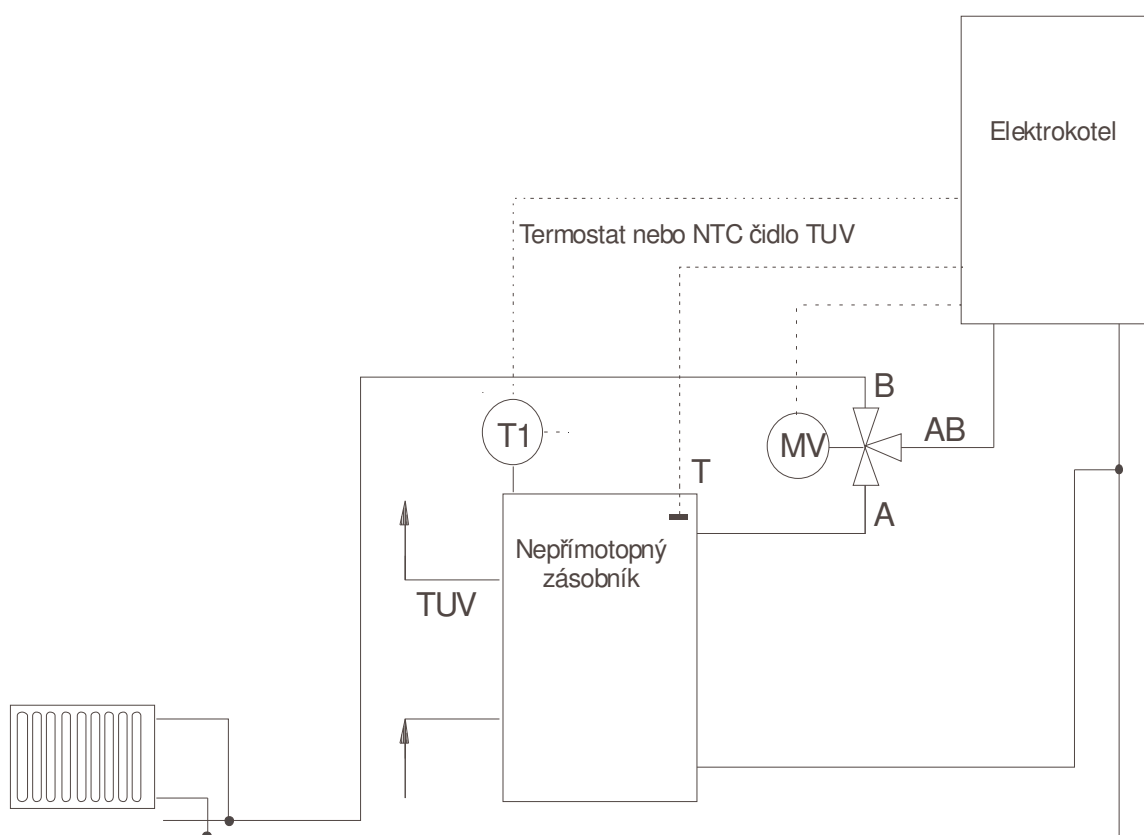 Elektrokotel
Termostat nebo NTC čidlo TUV
B
T1
MV
AB
T
A
Nepřímotopný
zásobník
TUV